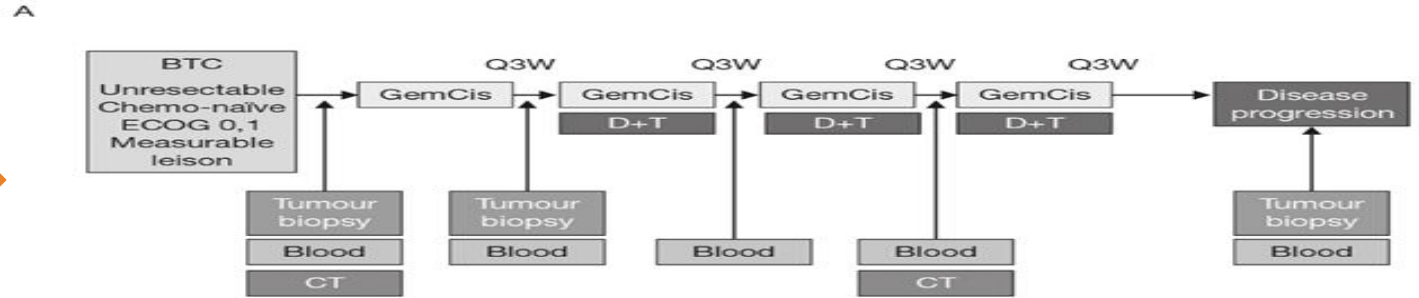 A
BTC
Unresectable
Chemo-naïve
ECOG 0,1
Measurable
leison
Q3W
Q3W
Q3W
Q3W
GemCis
GemCis
GemCis
GemCis
D+T
D+T
D+T
Disease
progression
Tumour
biopsy
Blood
CT
Tumour
biopsy
Blood
Blood
Blood
CT
Tumour
biopsy
Blood